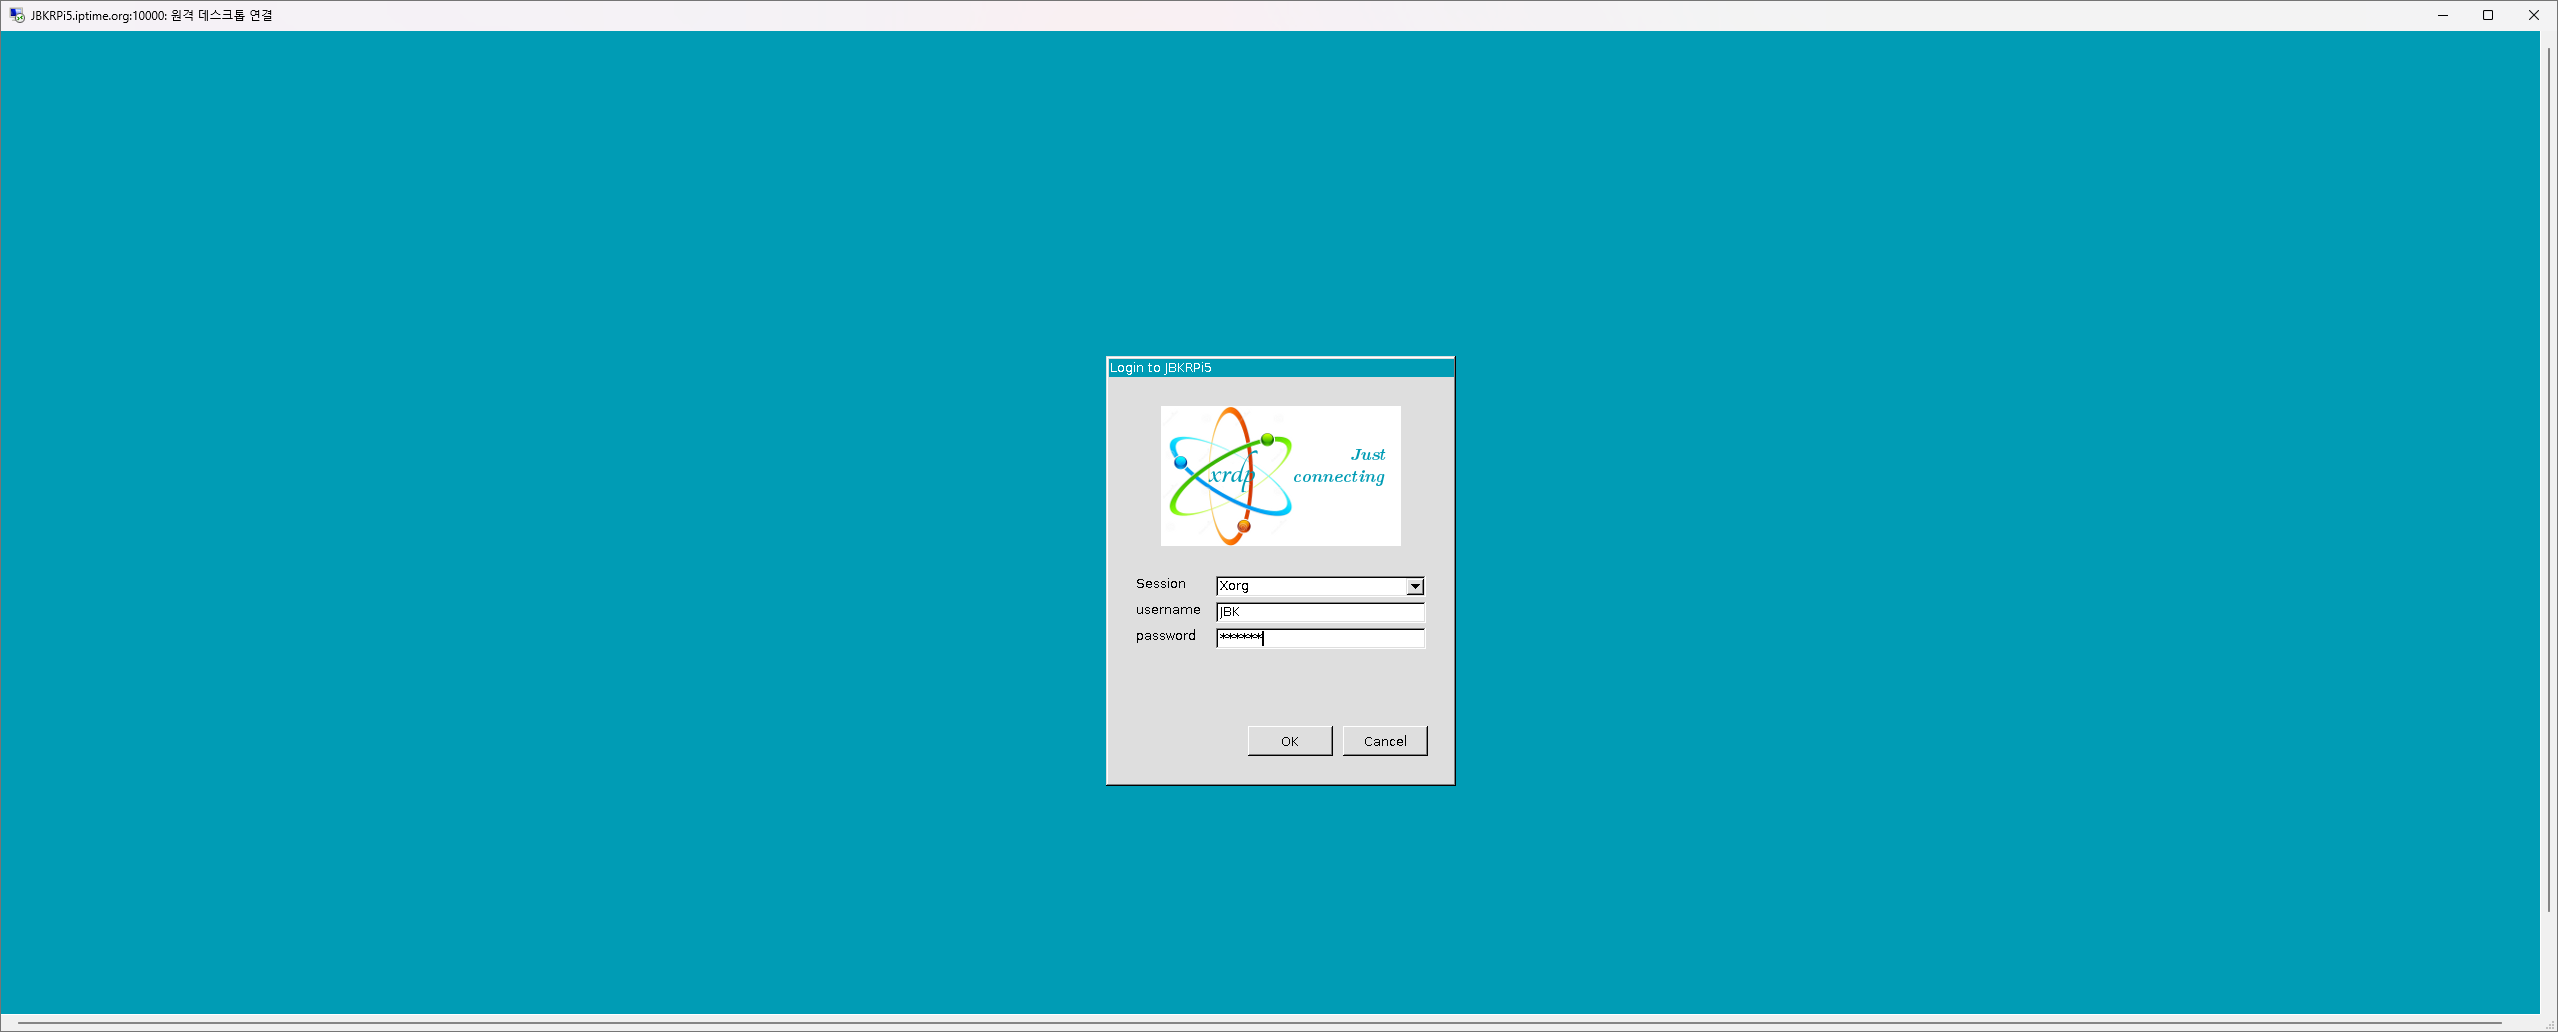 JBKRPi5.iptime.org:10000: 원격 데스크톱 연결
Login to JBKRPi5
xrdp
Just
connecting
Session Xorg
username JBK
password ******
OK Cancel